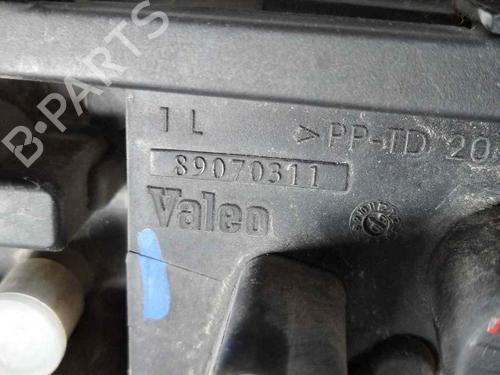 B-PARTS
1 L >PP-TD 20
89070311
Valeo